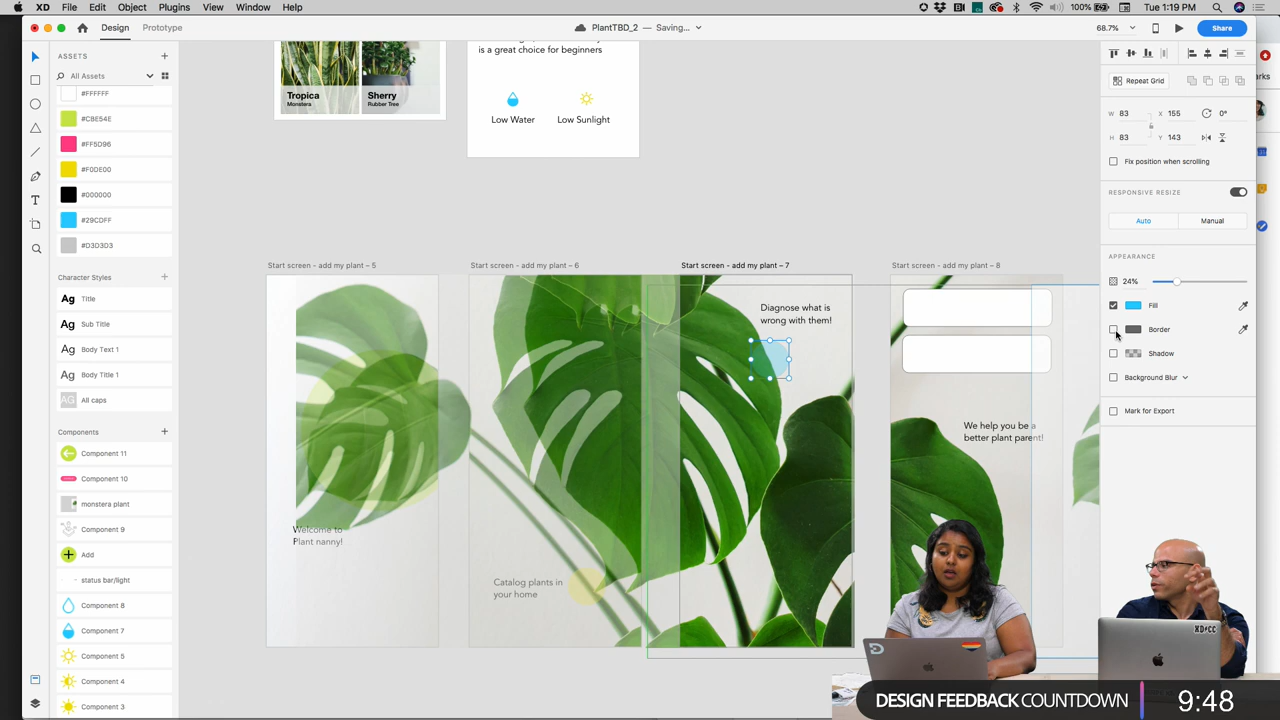 XD File Edit Object Plugins View Window Help
100% Tue 1:19 PM
Design Prototype
PlantTBD_2 — Saving...
68.7%
Share
ASSETS
All Assets
#FFFFFF
#C8E54E
#FF5D96
#F0DE00
#000000
#29CDFF
#D3D3D3
Character Styles
Ag Title
Ag Sub Title
Ag Body Text 1
Ag Body Title 1
AG All caps
Components
Component 11
Component 10
monstera plant
Component 9
Add
status bar/light
Component 8
Component 7
Component 5
Component 4
Component 3
Tropica
Monstera
Sherry
Rubber Tree
is a great choice for beginners
Low Water
Low Sunlight
Start screen - add my plant – 5
Start screen - add my plant – 6
Start screen - add my plant – 7
Start screen - add my plant – 8
Welcome to
Plant nanny!
Catalog plants in
your home
Diagnose what is
wrong with them!
We help you be a
better plant parent!
Repeat Grid
W 83 X 155 0°
H 83 Y 143
Fix position when scrolling
RESPONSIVE RESIZE
Auto Manual
APPEARANCE
24%
Fill
Border
Shadow
Background Blur
Mark for Export
XD>CC
DESIGN FEEDBACK COUNTDOWN 9:48